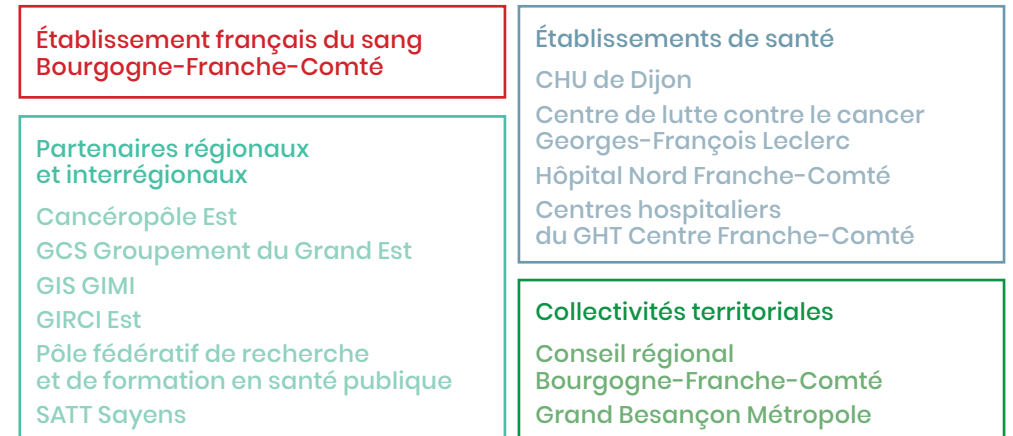 Établissement français du sang
Bourgogne-Franche-Comté
Partenaires régionaux
et interrégionaux
Cancéropôle Est
GCS Groupement du Grand Est
GIS GIMI
GIRCI Est
Pôle fédératif de recherche
et de formation en santé publique
SATT Sayens
Établissements de santé
CHU de Dijon
Centre de lutte contre le cancer
Georges-François Leclerc
Hôpital Nord Franche-Comté
Centres hospitaliers
du GHT Centre Franche-Comté
Collectivités territoriales
Conseil régional
Bourgogne-Franche-Comté
Grand Besançon Métropole